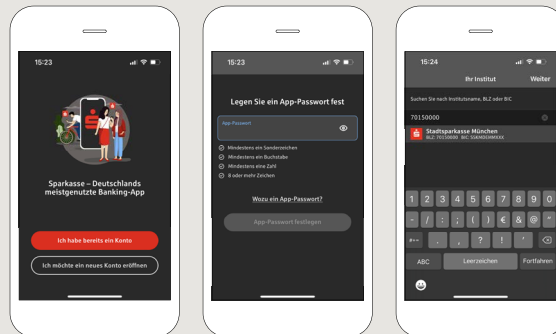 15:23
Sparkasse – Deutschlands
meistgenutzte Banking-App
Ich habe bereits ein Konto
Ich möchte ein neues Konto eröffnen
15:23
Legen Sie ein App-Passwort fest
App-Passwort
Mindestens ein Sonderzeichen
Mindestens ein Buchstabe
Mindestens eine Zahl
8 oder mehr Zeichen
Wozu ein App-Passwort?
App-Passwort festlegen
15:24
Ihr Institut Weiter
Suchen Sie nach Institutsname, BLZ oder BIC
70150000
Stadtsparkasse München
BLZ: 70150000 BIC: SSKMDEMMXXX
1 2 3 4 5 6 7 8 9 0
- / : ; ( ) € & @ "
#+= . , ? ! '
ABC Leerzeichen Fortfahren